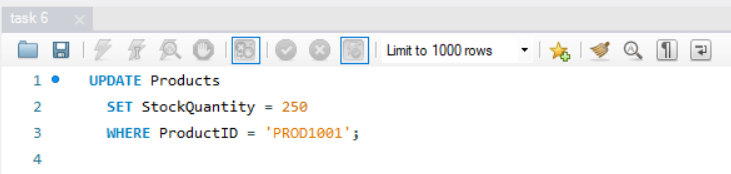 task 6
Limit to 1000 rows
1 UPDATE Products
2 SET StockQuantity = 250
3 WHERE ProductID = 'PROD1001';
4